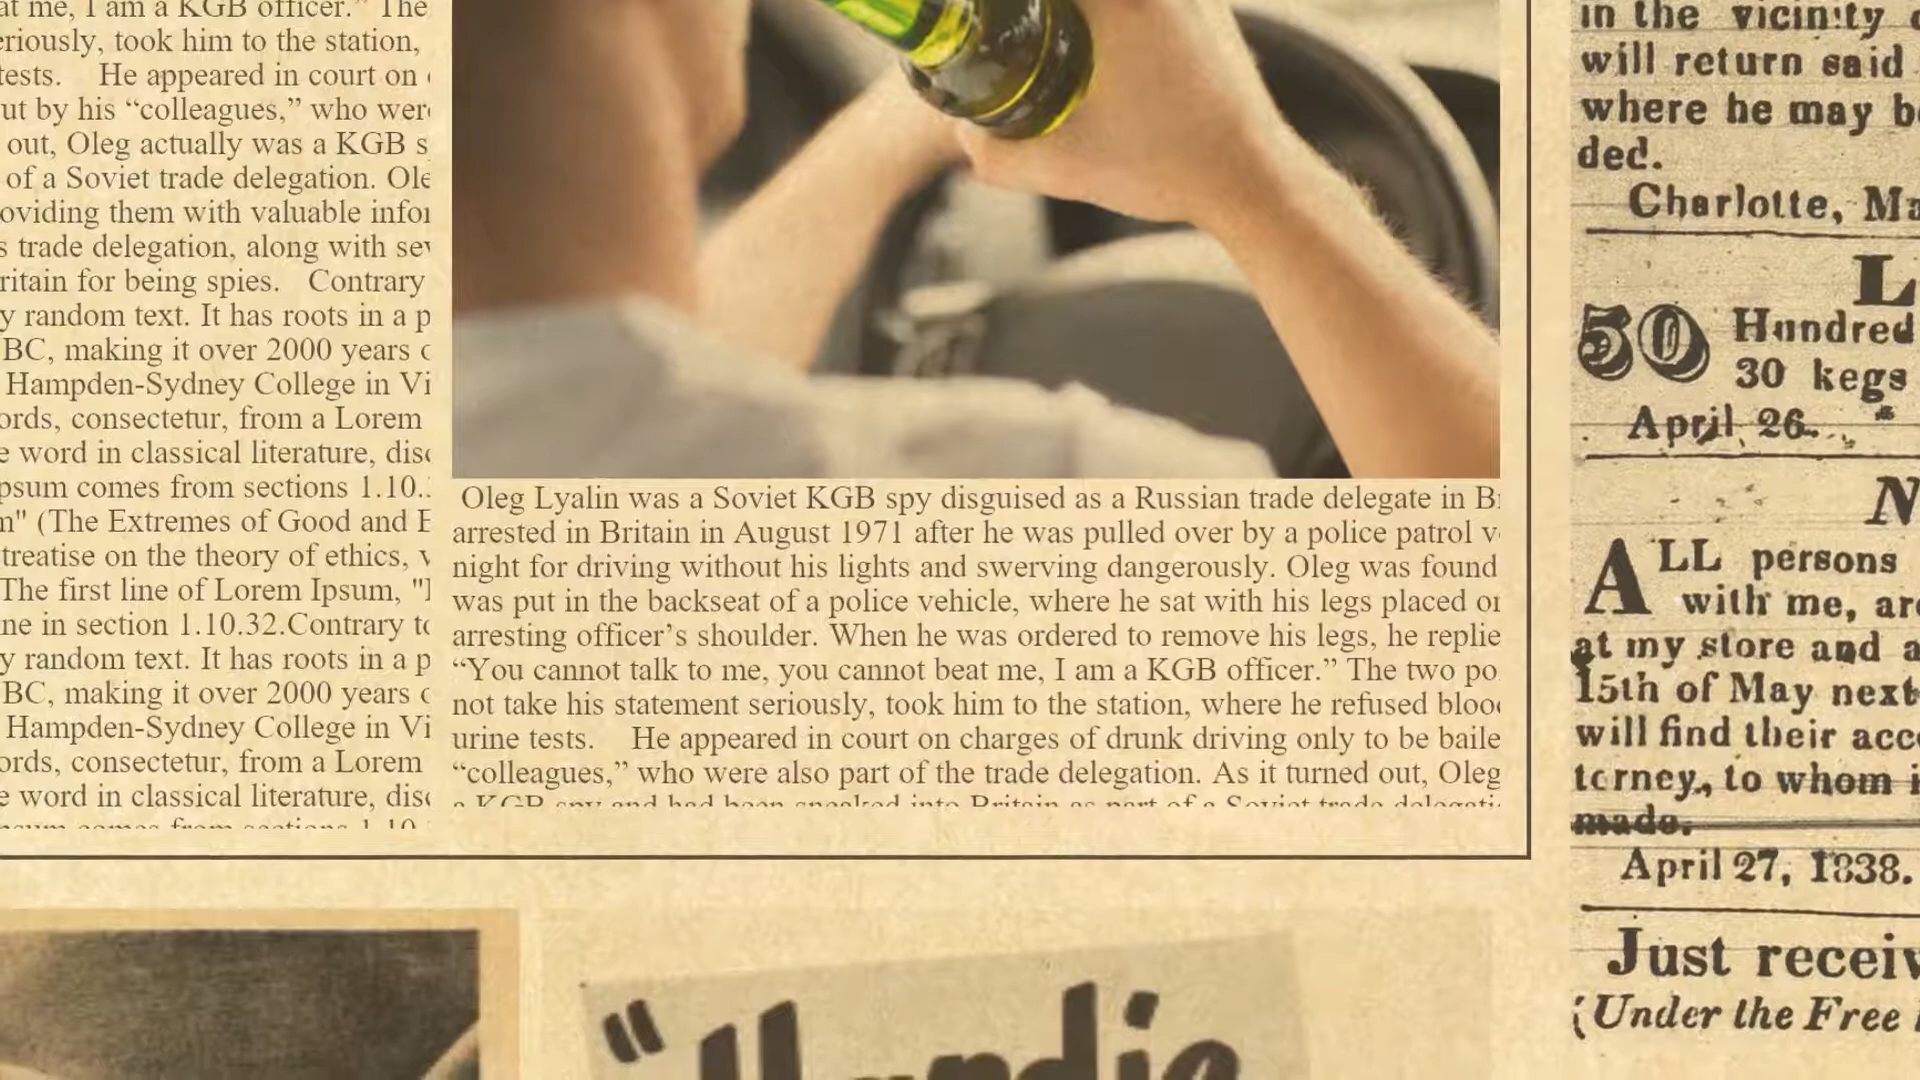 at me, I am a KGB officer.” The
eriously, took him to the station,
tests. He appeared in court on
ut by his “colleagues,” who were
out, Oleg actually was a KGB s
of a Soviet trade delegation. Ole
oviding them with valuable infor
s trade delegation, along with sev
ritain for being spies. Contrary
y random text. It has roots in a p
BC, making it over 2000 years o
Hampden-Sydney College in Vi
ords, consectetur, from a Lorem
e word in classical literature, disc
psum comes from sections 1.10.
m" (The Extremes of Good and E
treatise on the theory of ethics, v
The first line of Lorem Ipsum, "
ne in section 1.10.32.Contrary to
y random text. It has roots in a p
BC, making it over 2000 years o
Hampden-Sydney College in Vi
ords, consectetur, from a Lorem
e word in classical literature, disc
Oleg Lyalin was a Soviet KGB spy disguised as a Russian trade delegate in Br
arrested in Britain in August 1971 after he was pulled over by a police patrol v
night for driving without his lights and swerving dangerously. Oleg was found
was put in the backseat of a police vehicle, where he sat with his legs placed on
arresting officer’s shoulder. When he was ordered to remove his legs, he replie
“You cannot talk to me, you cannot beat me, I am a KGB officer.” The two po
not take his statement seriously, took him to the station, where he refused blood
urine tests. He appeared in court on charges of drunk driving only to be baile
“colleagues,” who were also part of the trade delegation. As it turned out, Oleg
a KGB spy and had been sneaked into Britain as part of a Soviet trade delegati
in the vicinity
will return said
where he may be
ded.
Charlotte, Ma
L
50 Hundred
30 kegs
April 26.
N
ALL persons
with me, are
at my store and a
15th of May next
will find their acco
torney, to whom i
made.
April 27, 1838.
Just receiv
(Under the Free